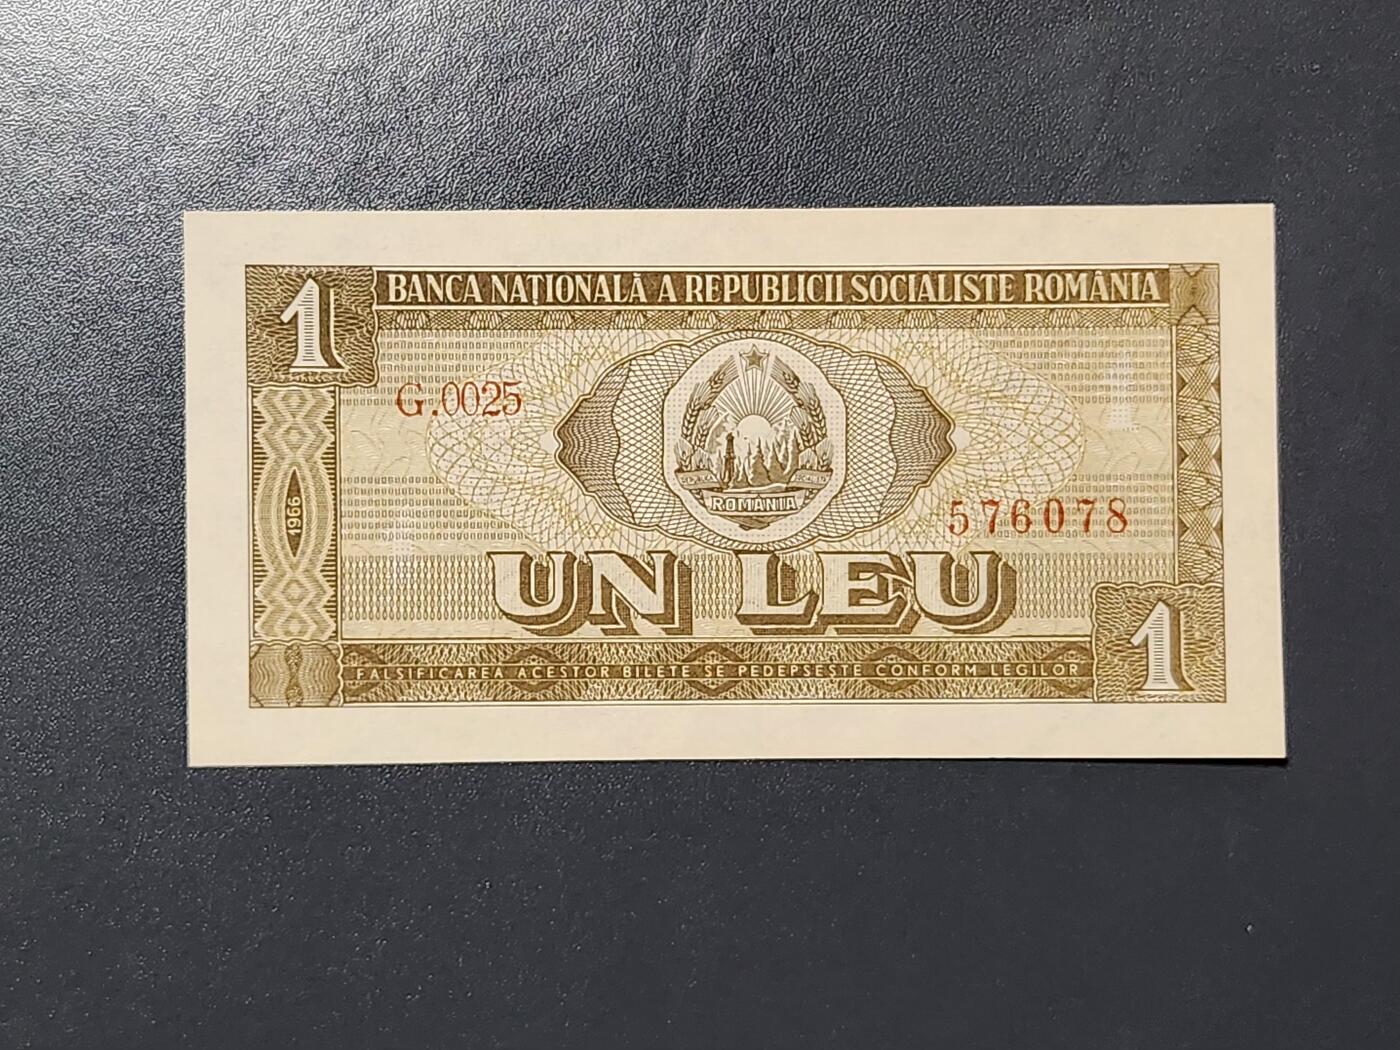 1
BANCA NAȚIONALĂ A REPUBLICII SOCIALISTE ROMÂNIA
G.0025
1966
ROMANIA
576078
UN LEU
FALSIFICAREA ACESTOR BILETE SE PEDEPSEȘTE CONFORM LEGILOR
1